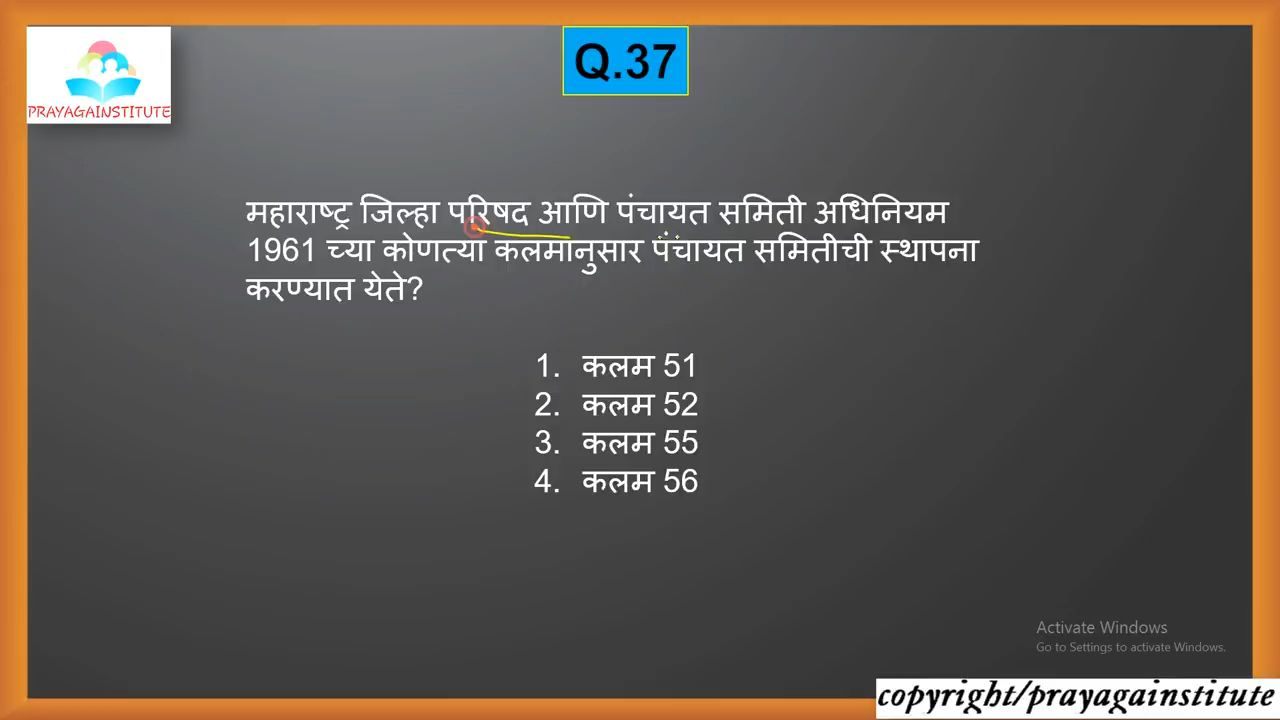 PRAYAGAINSTITUTE
Q.37
महाराष्ट्र जिल्हा परिषद आणि पंचायत समिती अधिनियम
1961 च्या कोणत्या कलमानुसार पंचायत समितीची स्थापना
करण्यात येते?
1. कलम 51
2. कलम 52
3. कलम 55
4. कलम 56
Activate Windows
Go to Settings to activate Windows.
copyright/prayagainstitute